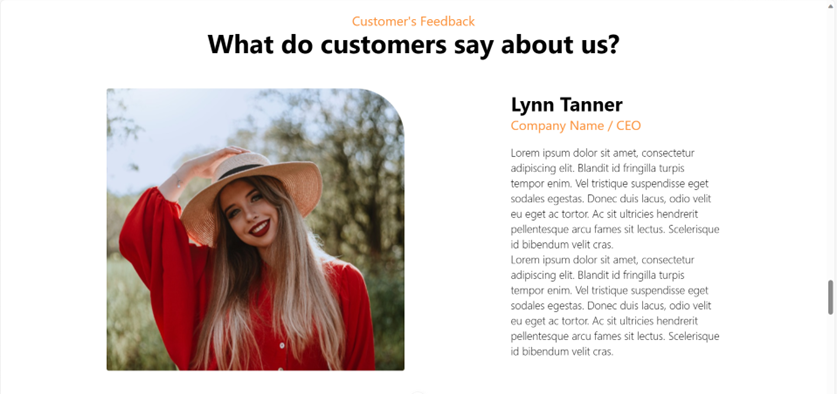 Customer's Feedback
What do customers say about us?
Lynn Tanner
Company Name / CEO
Lorem ipsum dolor sit amet, consectetur
adipiscing elit. Blandit id fringilla turpis
tempor enim. Vel tristique suspendisse eget
sodales egestas. Donec duis lacus, odio velit
eu eget ac tortor. Ac sit ultricies hendrerit
pellentesque arcu fames sit lectus. Scelerisque
id bibendum velit cras.
Lorem ipsum dolor sit amet, consectetur
adipiscing elit. Blandit id fringilla turpis
tempor enim. Vel tristique suspendisse eget
sodales egestas. Donec duis lacus, odio velit
eu eget ac tortor. Ac sit ultricies hendrerit
pellentesque arcu fames sit lectus. Scelerisque
id bibendum velit cras.